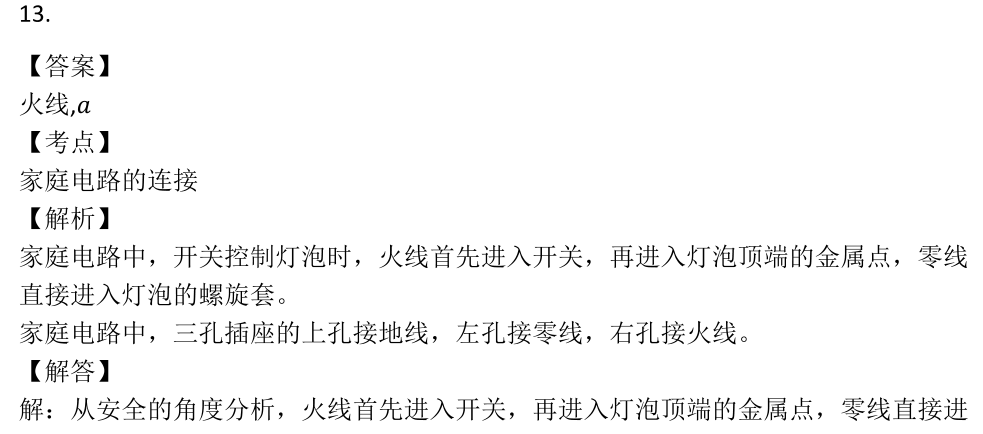 13.
【答案】
火线,a
【考点】
家庭电路的连接
【解析】
家庭电路中，开关控制灯泡时，火线首先进入开关，再进入灯泡顶端的金属点，零线
直接进入灯泡的螺旋套。
家庭电路中，三孔插座的上孔接地线，左孔接零线，右孔接火线。
【解答】
解：从安全的角度分析，火线首先进入开关，再进入灯泡顶端的金属点，零线直接进